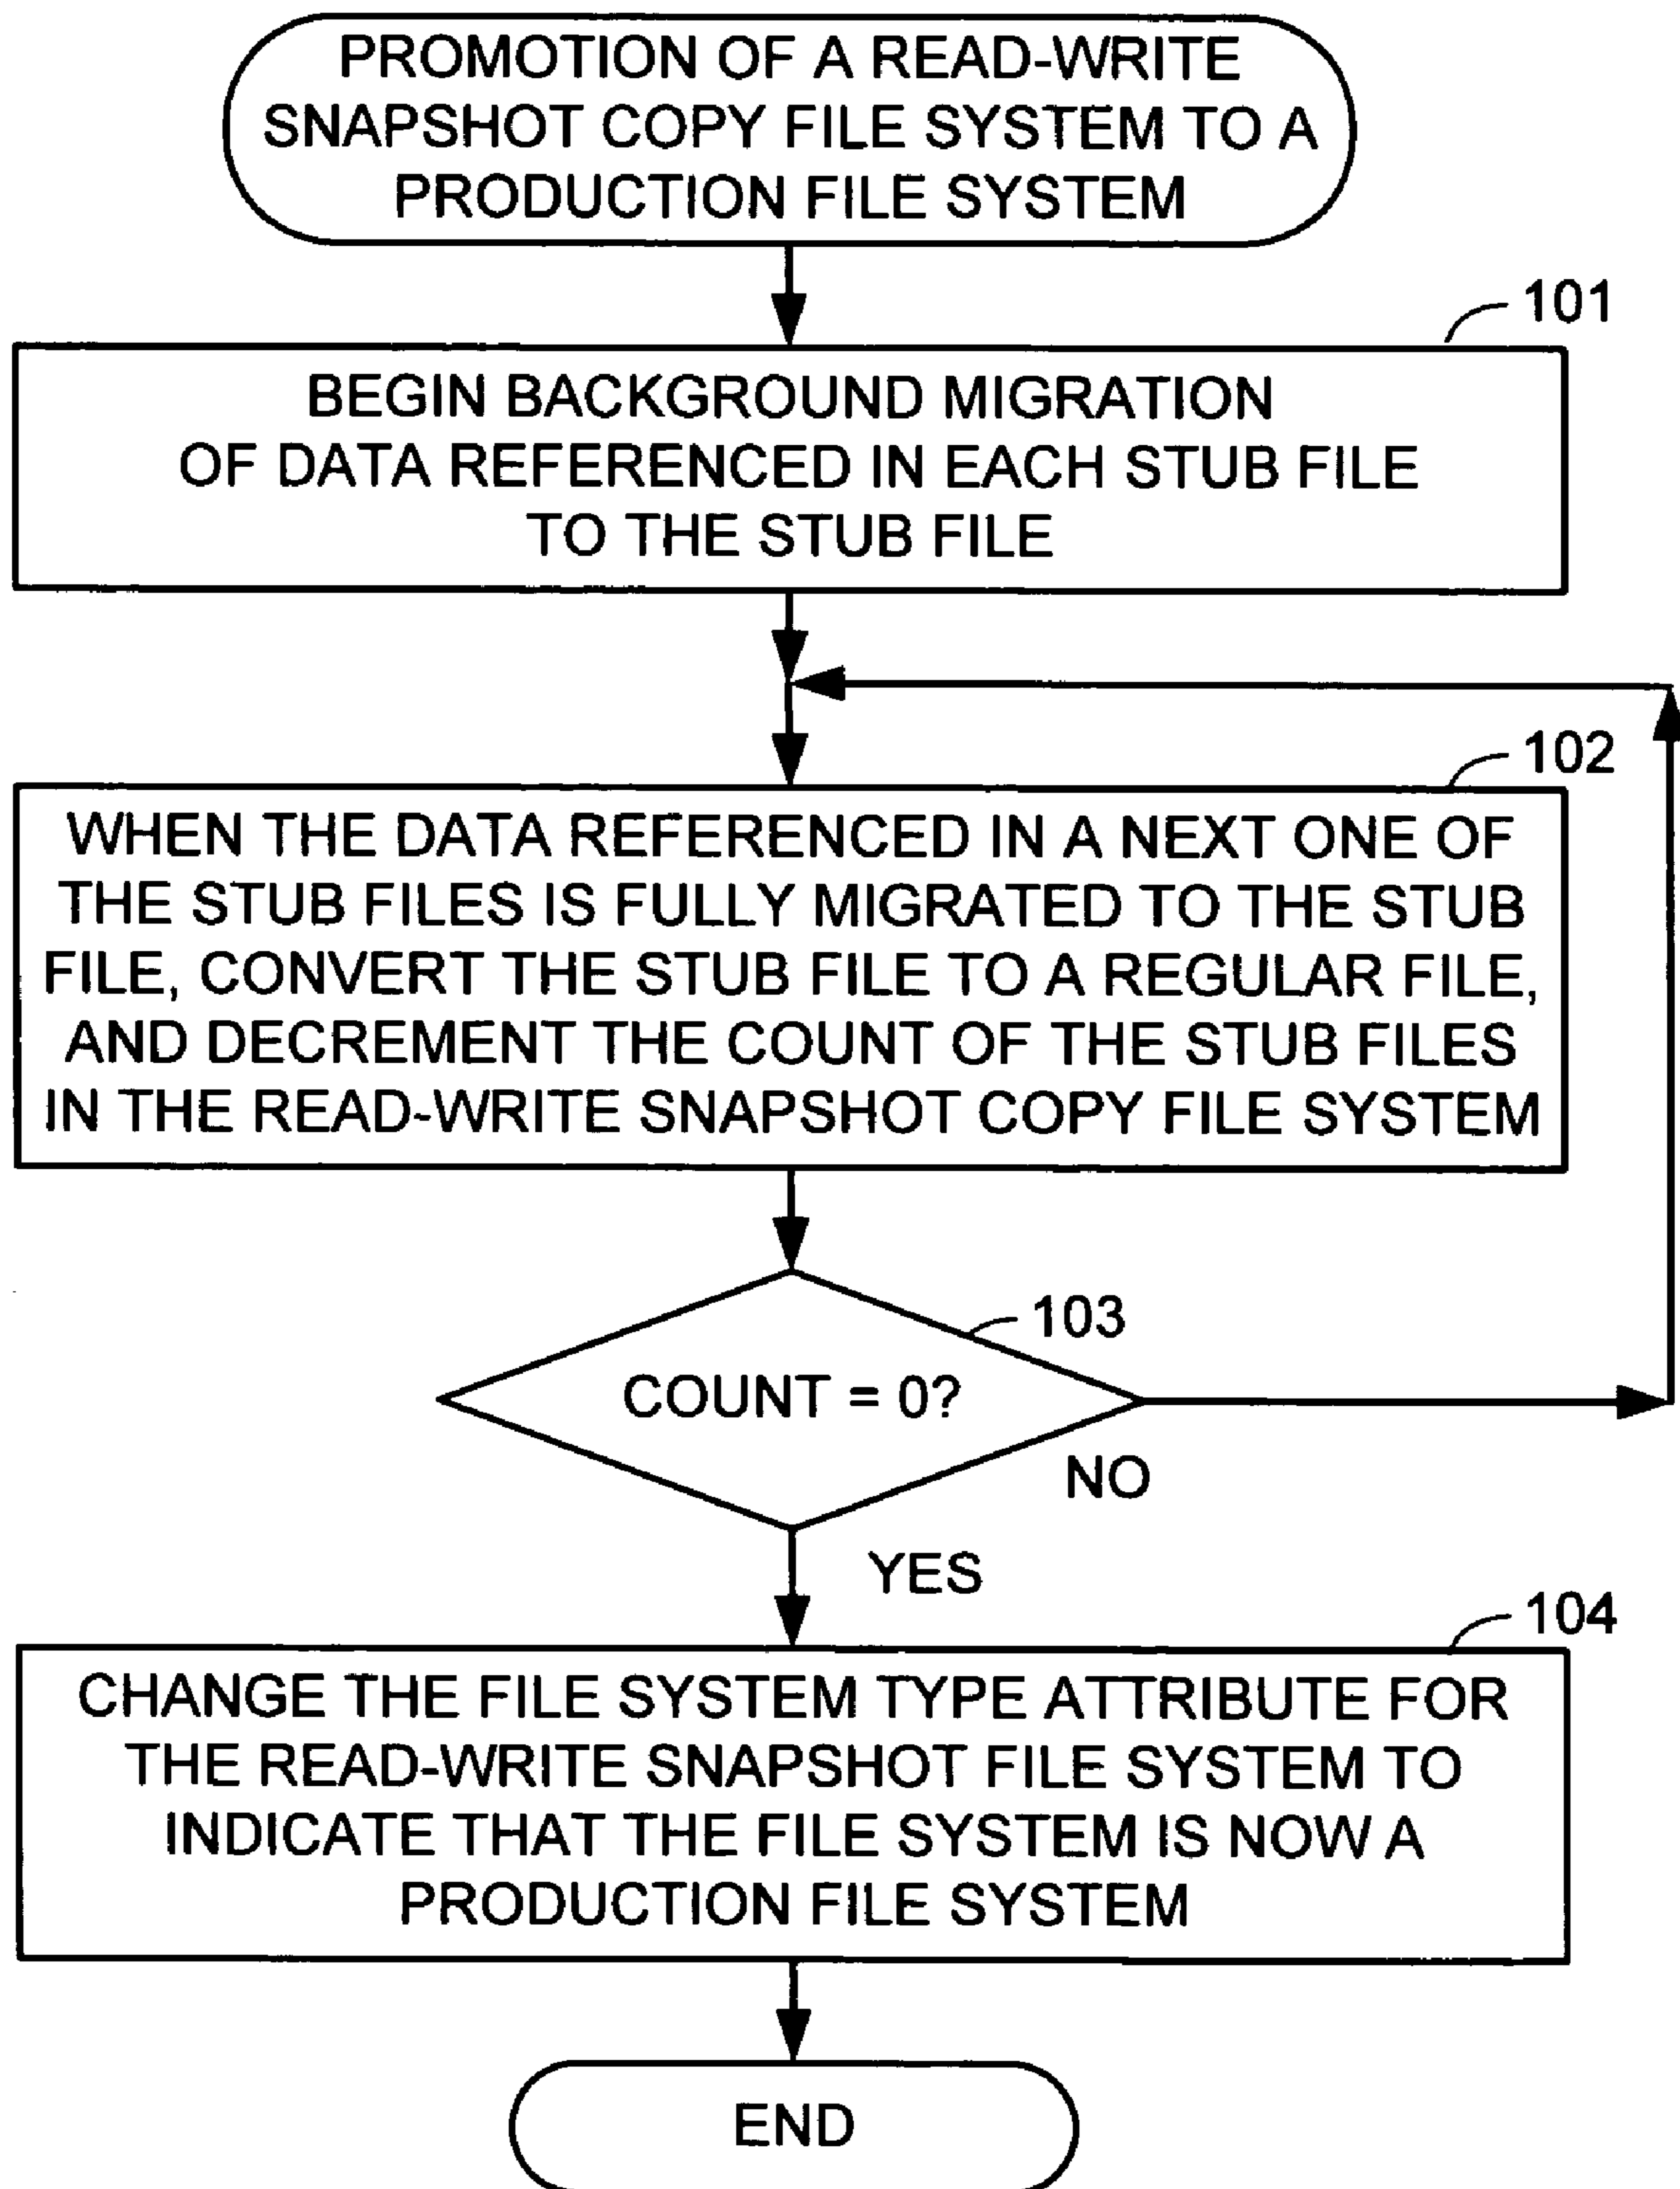 PROMOTION OF A READ-WRITE
SNAPSHOT COPY FILE SYSTEM TO A
PRODUCTION FILE SYSTEM
101
BEGIN BACKGROUND MIGRATION
OF DATA REFERENCED IN EACH STUB FILE
TO THE STUB FILE
102
WHEN THE DATA REFERENCED IN A NEXT ONE OF
THE STUB FILES IS FULLY MIGRATED TO THE STUB
FILE, CONVERT THE STUB FILE TO A REGULAR FILE,
AND DECREMENT THE COUNT OF THE STUB FILES
IN THE READ-WRITE SNAPSHOT COPY FILE SYSTEM
103
COUNT = 0?
NO
YES
104
CHANGE THE FILE SYSTEM TYPE ATTRIBUTE FOR
THE READ-WRITE SNAPSHOT FILE SYSTEM TO
INDICATE THAT THE FILE SYSTEM IS NOW A
PRODUCTION FILE SYSTEM
END